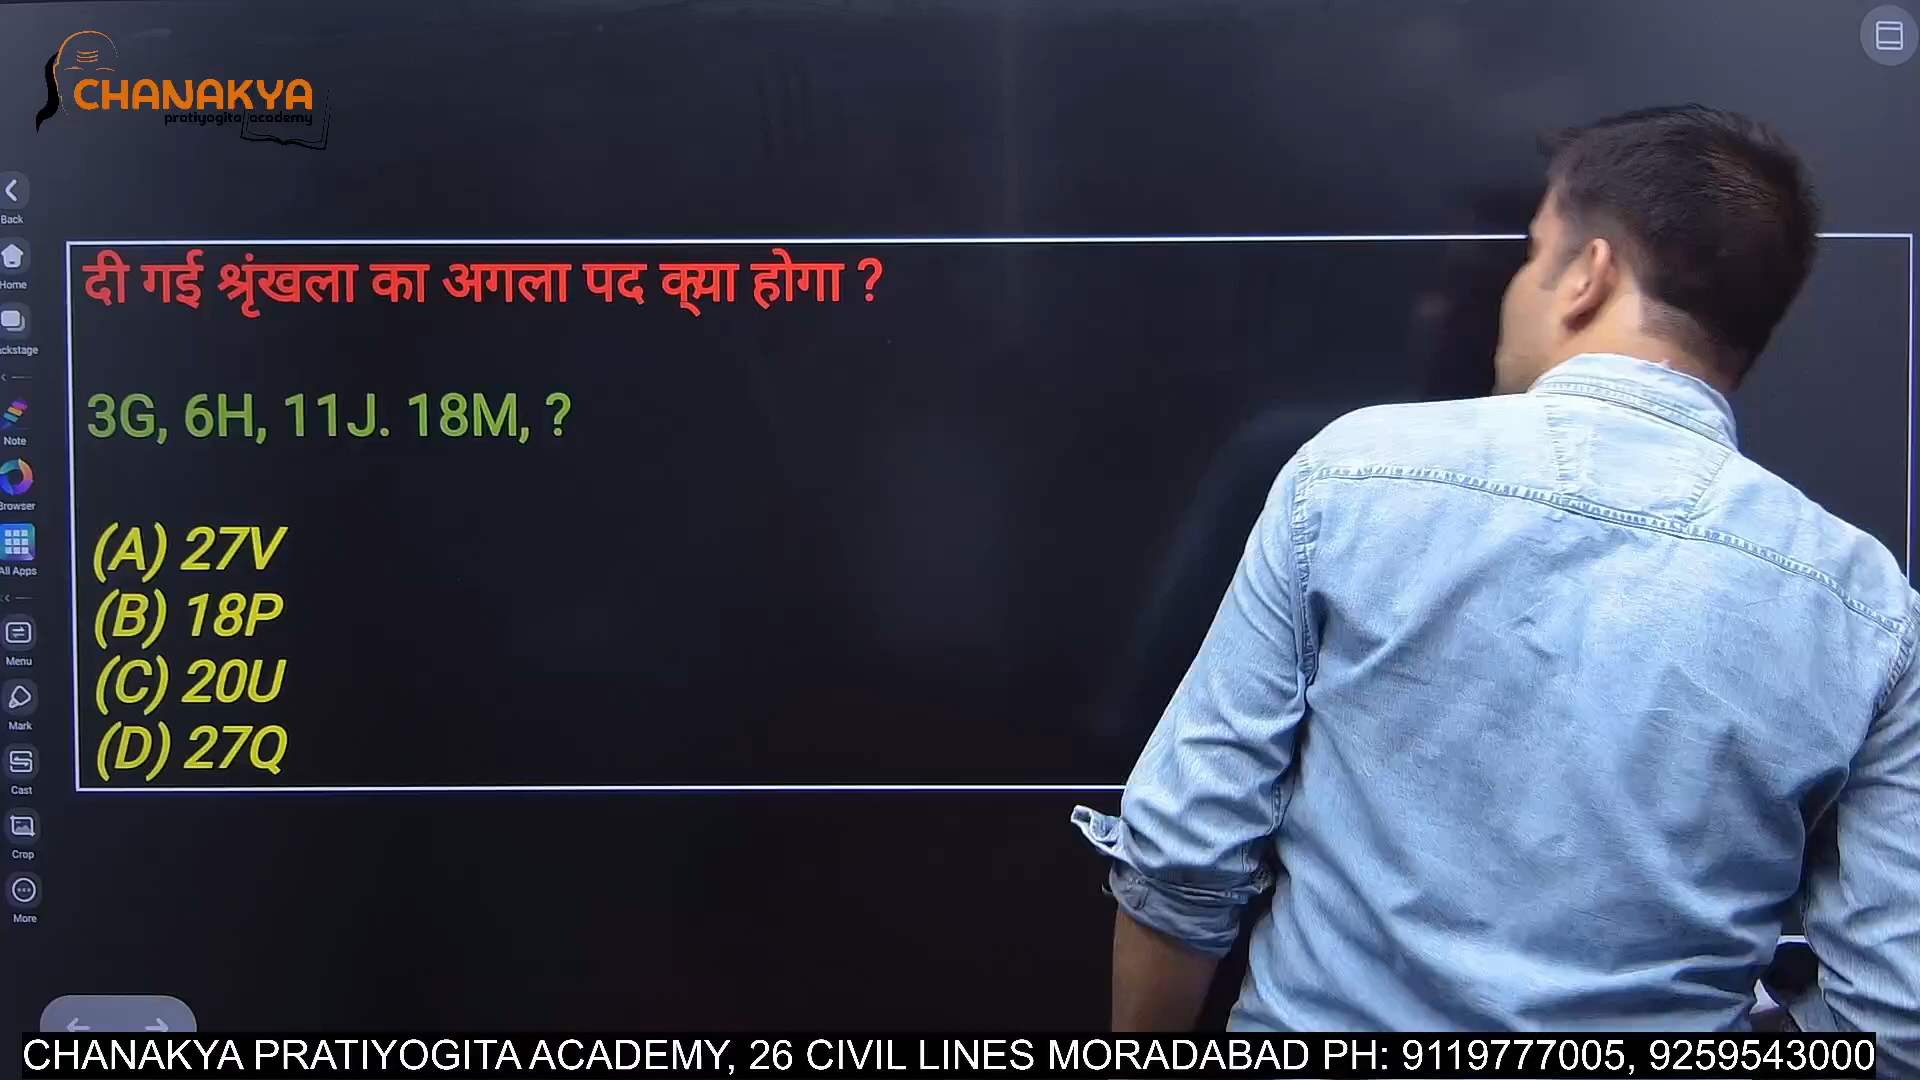 CHANAKYA
pratiyogita academy
Back
Home
ckstage
Note
Browser
All Apps
Menu
Mark
Cast
Crop
More
दी गई श्रृंखला का अगला पद क्या होगा ?
3G, 6H, 11J. 18M, ?
(A) 27V
(B) 18P
(C) 20U
(D) 27Q
CHANAKYA PRATIYOGITA ACADEMY, 26 CIVIL LINES MORADABAD PH: 9119777005, 9259543000